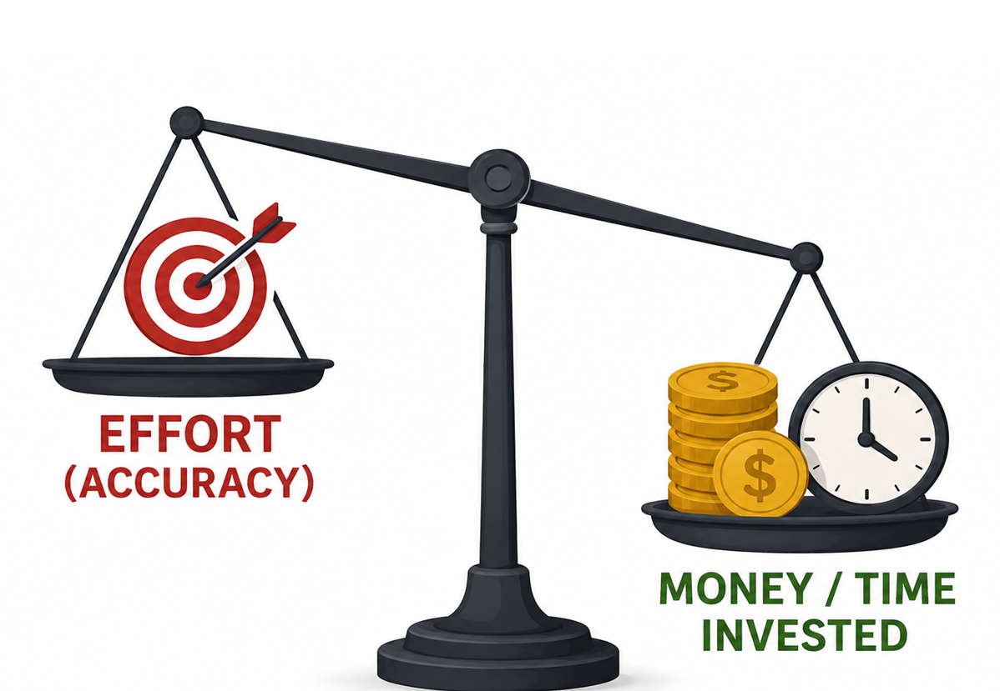 EFFORT
(ACCURACY)
$
$
MONEY / TIME
INVESTED